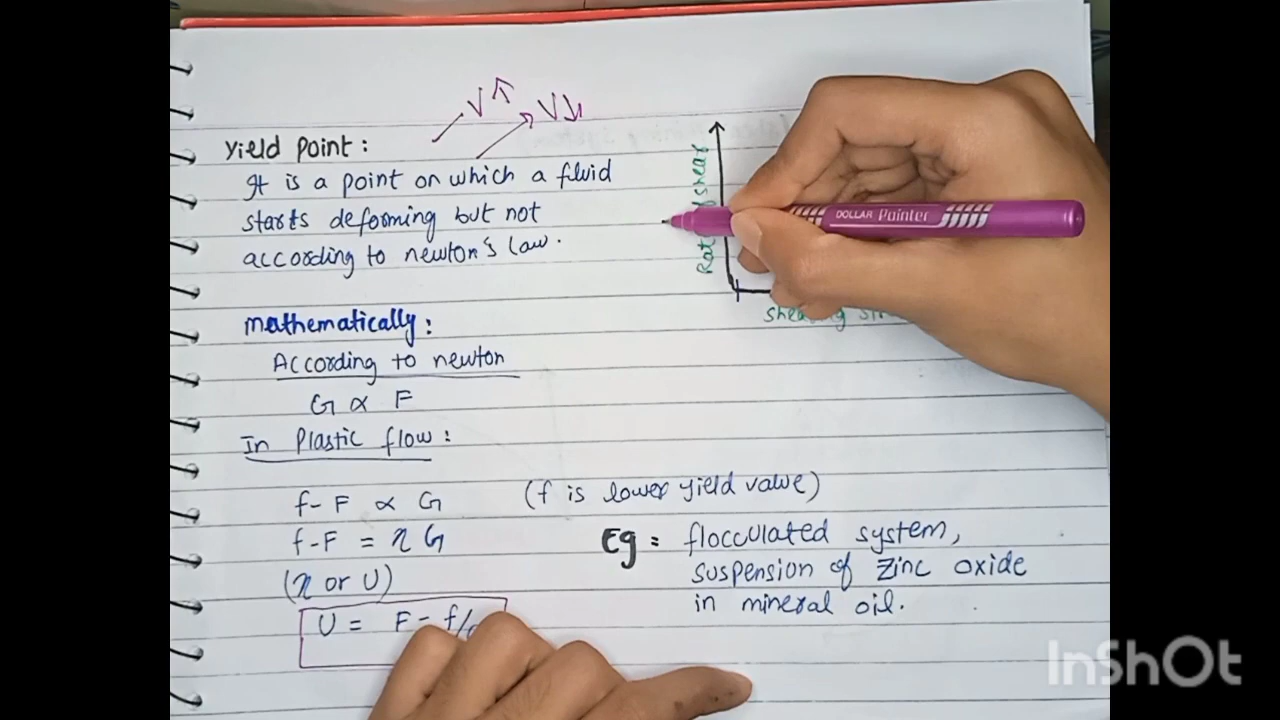 V↑ V↓
Yield Point:
It is a point on which a fluid
starts deforming but not
according to newton's law.
Mathematically:
According to newton
G ∝ F
In Plastic flow:
f-F ∝ G
(f is lower yield value)
f-F = η G
(η or U)
U = F-f/
Eg = flocculated system,
suspension of Zinc oxide
in mineral oil.
shear
DOLLAR Pointer
InShOt